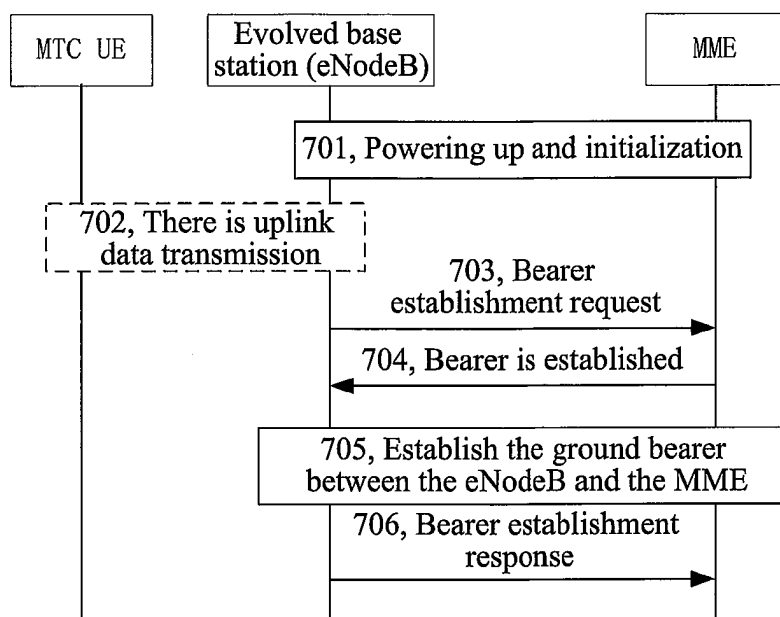 MTC UE
Evolved base
station (eNodeB)
MME
701, Powering up and initialization
702, There is uplink
data transmission
703, Bearer
establishment request
704, Bearer is established
705, Establish the ground bearer
between the eNodeB and the MME
706, Bearer establishment
response